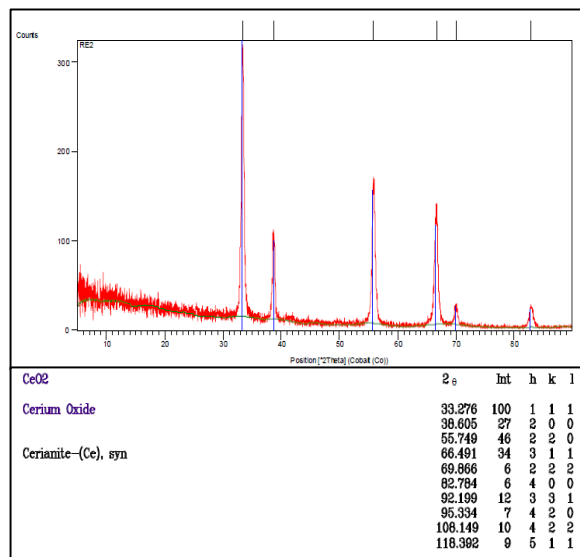 Counts
RE2
300
200
100
0
10 20 30 40 50 60 70 80
Position [°2Theta] (Cobalt (Co))
CeO2 2θ Int h k l
Cerium Oxide 33.276 100 1 1 1
38.605 27 2 0 0
55.749 46 2 2 0
Cerianite-(Ce), syn 66.491 34 3 1 1
69.866 6 2 2 2
82.784 6 4 0 0
92.199 12 3 3 1
95.334 7 4 2 0
108.149 10 4 2 2
118.392 9 5 1 1